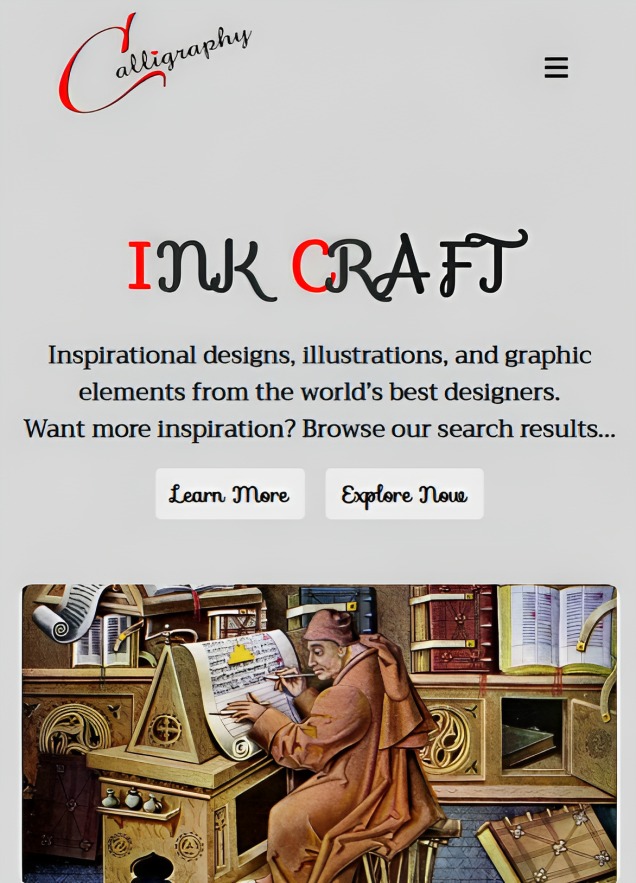 Calligraphy
INK CRAFT
Inspirational designs, illustrations, and graphic
elements from the world's best designers.
Want more inspiration? Browse our search results...
Learn More
Explore Now